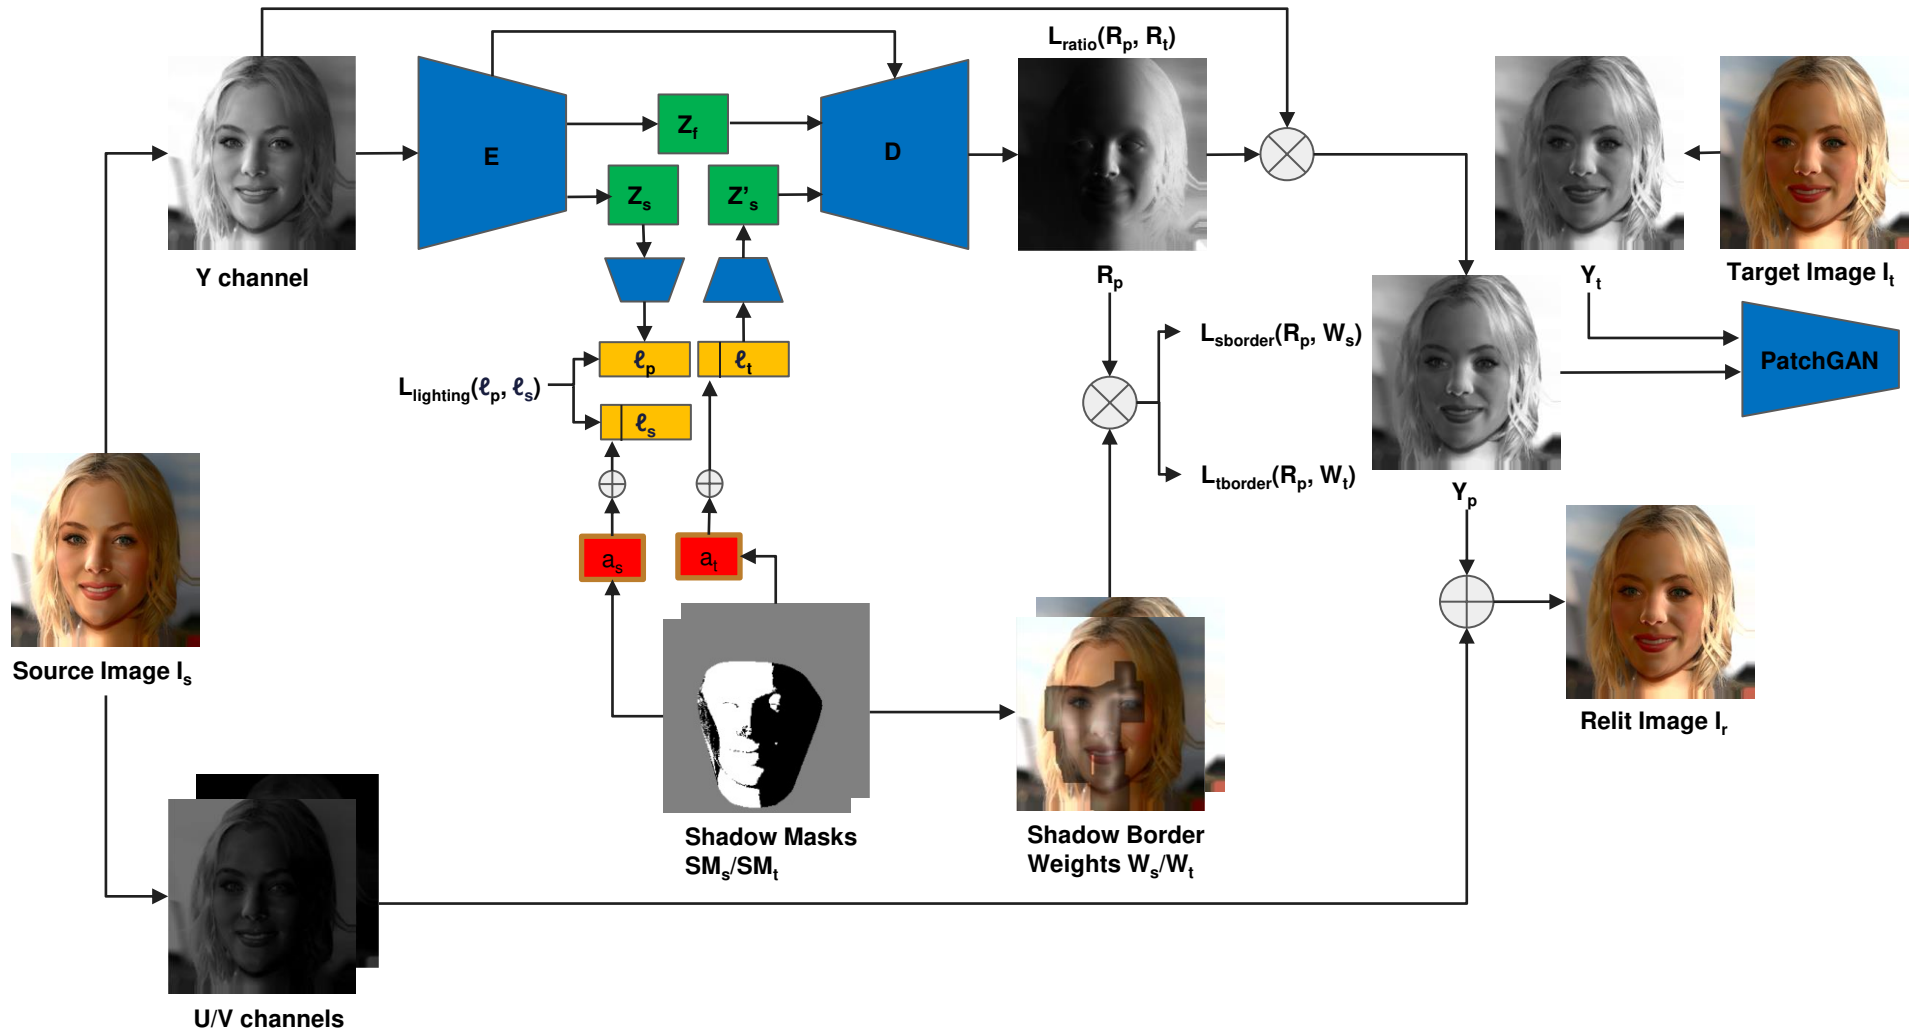 L_ratio(R_p, R_t)
E
Z_f
D
Z_s
Z'_s
Y channel
R_p
Y_t
Target Image I_t
L_sborder(R_p, W_s)
PatchGAN
ℓ_p
ℓ_t
L_lighting(ℓ_p, ℓ_s)
ℓ_s
L_tborder(R_p, W_t)
Y_p
a_s
a_t
Source Image I_s
Relit Image I_r
Shadow Masks
SM_s/SM_t
Shadow Border
Weights W_s/W_t
U/V channels